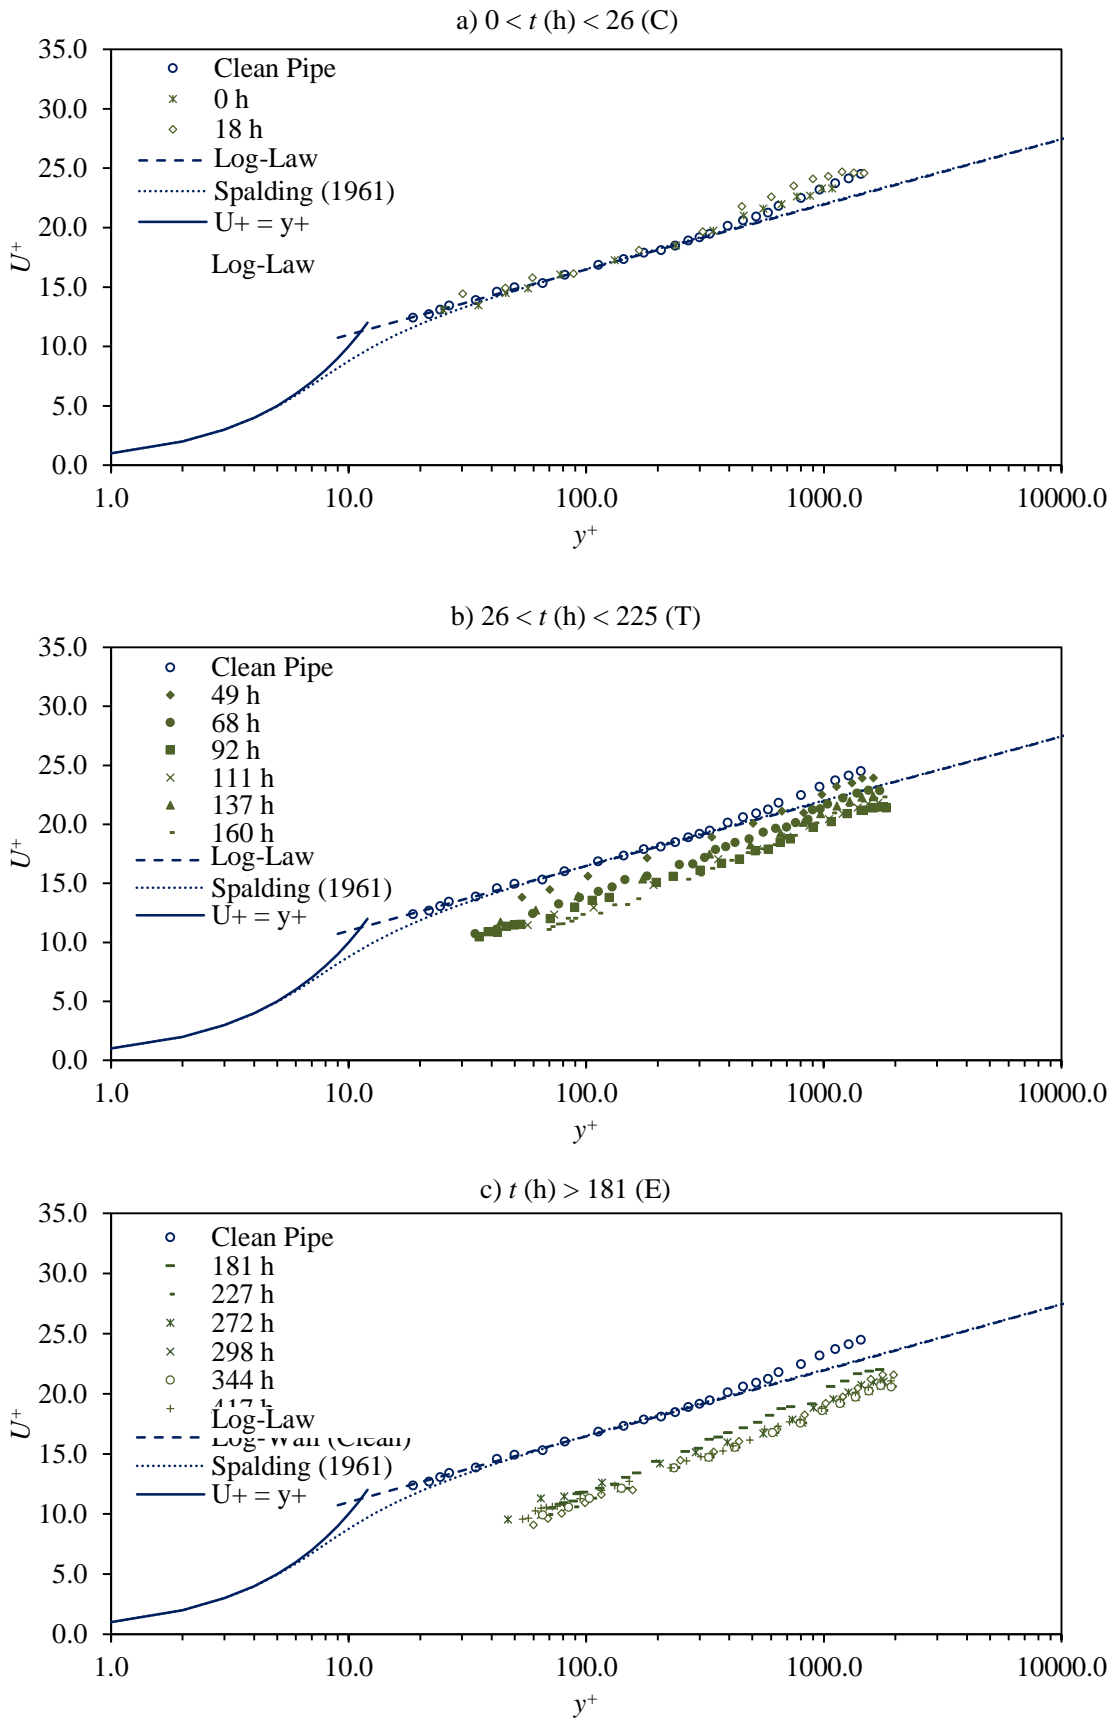 a) 0 < t (h) < 26 (C)
35.0
30.0
25.0
20.0
15.0
10.0
5.0
0.0
U+
Clean Pipe
0 h
18 h
Log-Law
Spalding (1961)
U+ = y+
Log-Law
1.0 10.0 100.0 1000.0 10000.0
y+
b) 26 < t (h) < 225 (T)
35.0
30.0
25.0
20.0
15.0
10.0
5.0
0.0
U+
Clean Pipe
49 h
68 h
92 h
111 h
137 h
160 h
Log-Law
Spalding (1961)
U+ = y+
1.0 10.0 100.0 1000.0 10000.0
y+
c) t (h) > 181 (E)
35.0
30.0
25.0
20.0
15.0
10.0
5.0
0.0
U+
Clean Pipe
181 h
227 h
272 h
298 h
344 h
417 h
Log-Law
Log-Wall (Clean)
Spalding (1961)
U+ = y+
1.0 10.0 100.0 1000.0 10000.0
y+